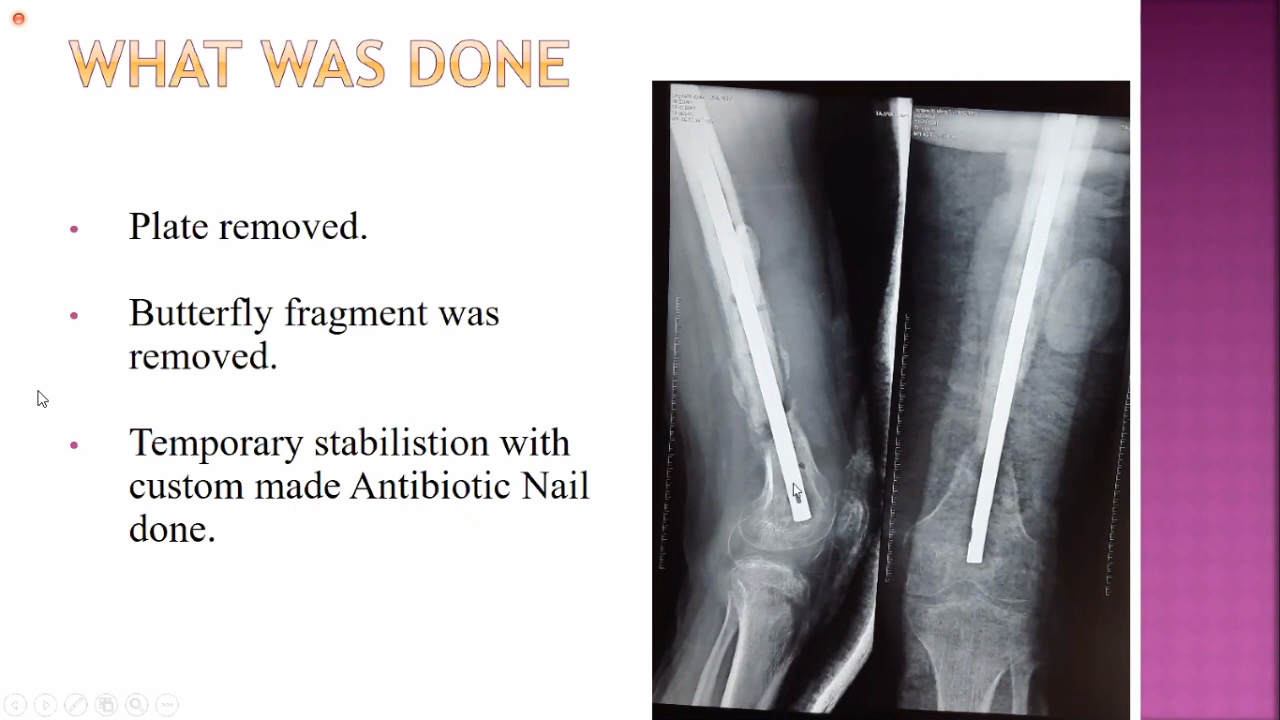 WHAT WAS DONE
• Plate removed.
• Butterfly fragment was
removed.
• Temporary stabilistion with
custom made Antibiotic Nail
done.